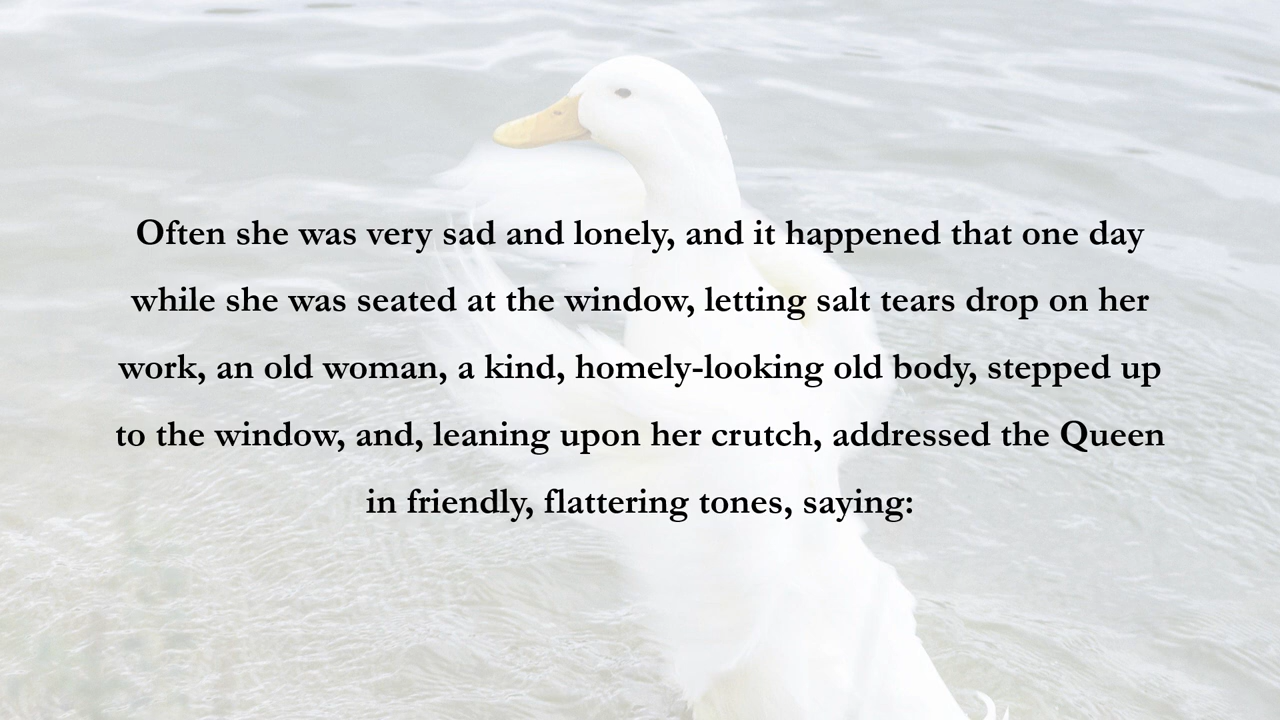 Often she was very sad and lonely, and it happened that one day
while she was seated at the window, letting salt tears drop on her
work, an old woman, a kind, homely-looking old body, stepped up
to the window, and, leaning upon her crutch, addressed the Queen
in friendly, flattering tones, saying: